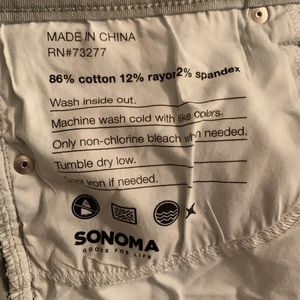 MADE IN CHINA
RN#73277
86% cotton 12% rayon 2% spandex
Wash inside out.
Machine wash cold with like colors.
Only non-chlorine bleach when needed.
Tumble dry low.
Cool iron if needed.
SONOMA
GOODS FOR LIFE